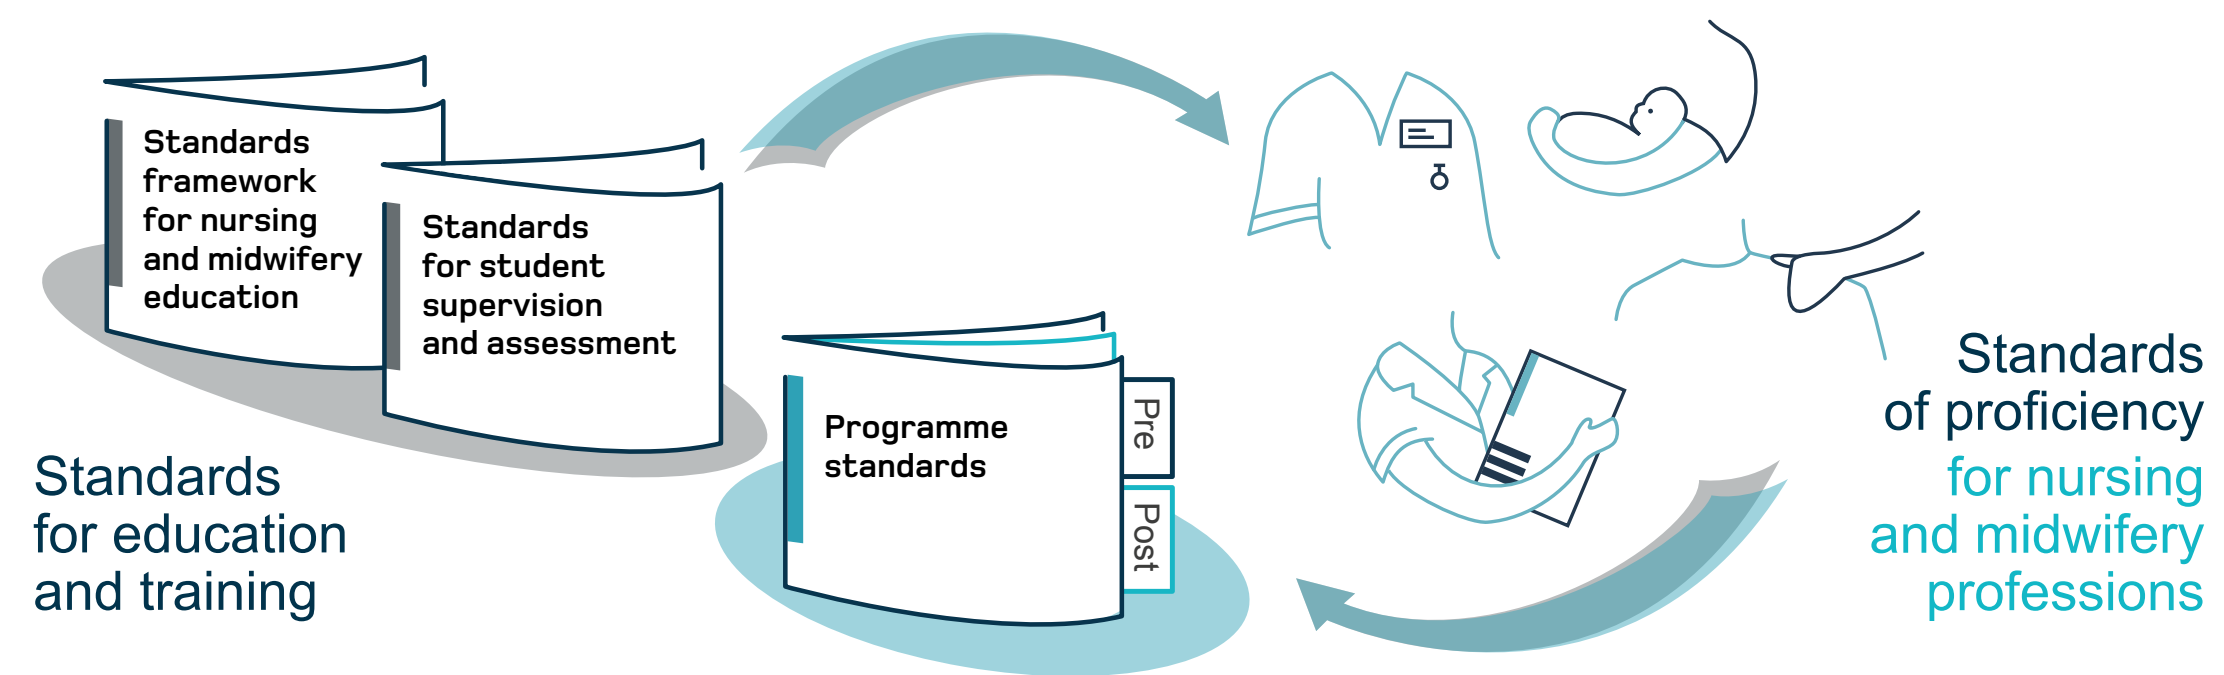 Standards
framework
for nursing
and midwifery
education
Standards
for student
supervision
and assessment
Programme
standards
Pre
Post
Standards
for education
and training
Standards
of proficiency
for nursing
and midwifery
professions